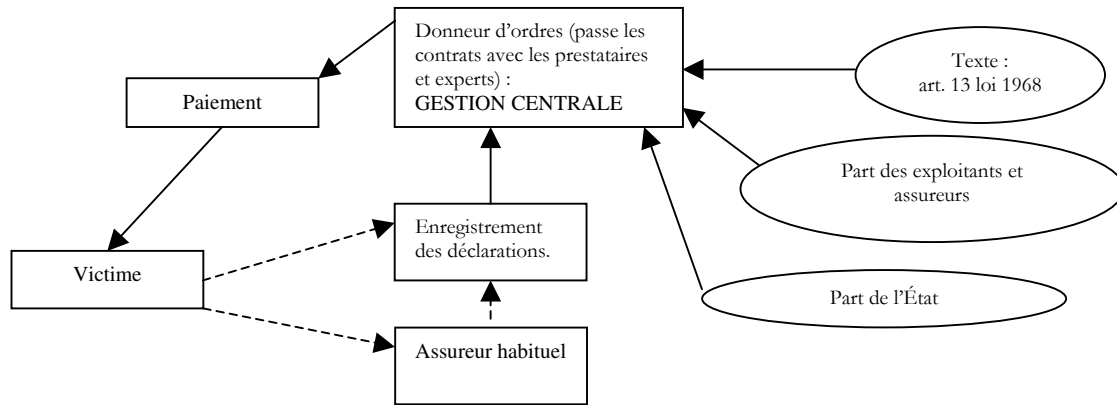 Donneur d’ordres (passe les
contrats avec les prestataires
et experts) :
GESTION CENTRALE
Texte :
art. 13 loi 1968
Paiement
Part des exploitants et
assureurs
Enregistrement
des déclarations.
Victime
Part de l’État
Assureur habituel